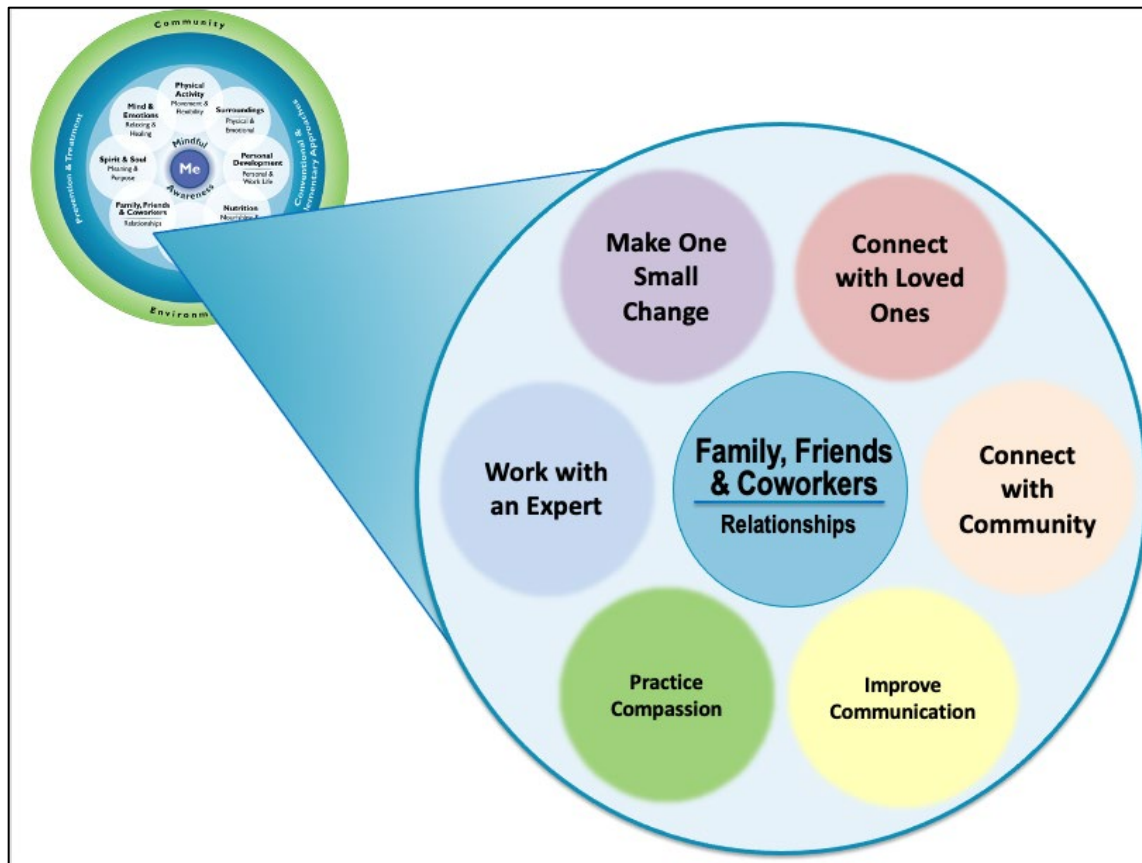 Community
Physical
Activity
Movement &
Flexibility
Mind &
Emotions
Relaxing &
Healing
Surroundings
Physical &
Emotional
Prevention & Treatment
Conventional &
Approaches
Spirit & Soul
Meaning &
Purpose
Mindful
Me
Awareness
Personal
Development
Personal &
Work Life
Family, Friends
& Coworkers
Relationships
Nutrition
Make One
Small
Change
Connect
with Loved
Ones
Work with
an Expert
Family, Friends
& Coworkers
Relationships
Connect
with
Community
Practice
Compassion
Improve
Communication